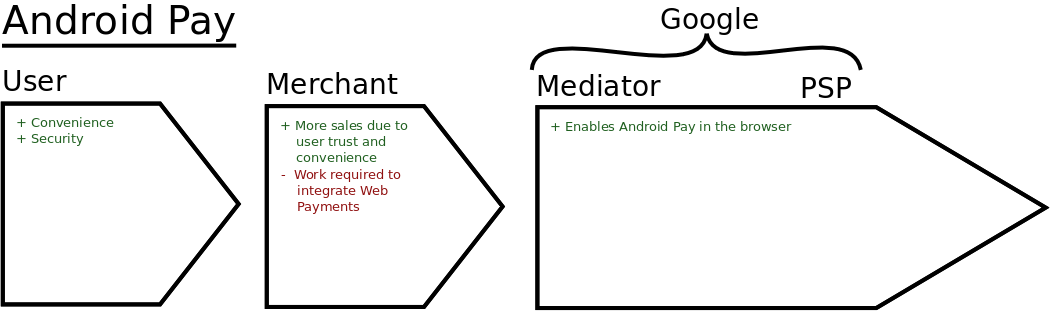 Android Pay
Google
User
Merchant
Mediator
PSP
+ Convenience
+ Security
+ More sales due to
user trust and
convenience
- Work required to
integrate Web
Payments
+ Enables Android Pay in the browser